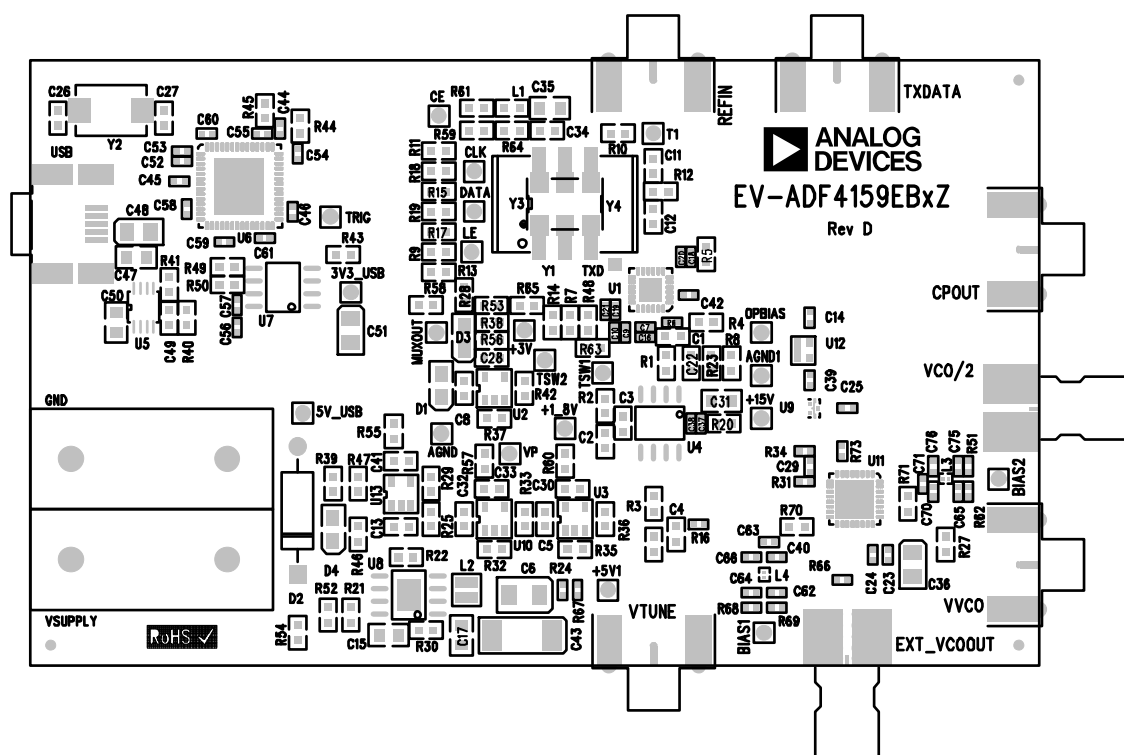 REFIN
TXDATA
ANALOG
DEVICES
EV-ADF4159EBxZ
Rev D
C26
C27
Y2
USB
C60
R45
C44
C55
R44
C53
C52
C54
C45
C58
C46
U6
C48
C59
C61
TRIG
R43
3V3_USB
C47
R41
R49
R50
C50
U5
C49
R40
C57
C56
U7
C51
CE
R61
L1
C35
R59
R64
C34
R10
T1
R11
CLK
C11
R18
R12
R15
DATA
R19
Y3
Y4
C12
R17
LE
R9
R13
Y1
TXD
R5
U1
R58
R28
R65
R14
R7
R48
R53
R38
R56
C28
MUXOUT
D3
+3V
R63
C7
C1
C42
R4
OPBIAS
C14
U12
CPOUT
R1
C22
R23
R8
AGND1
TSW2
TSW1
R42
VCO/2
C39
C25
D1
C8
U2
+1_8V
R2
C3
C31
+15V
U9
U4
R20
C2
GND
5V_USB
R55
AGND
R37
VP
R39
R47
C41
R57
C33
R60
R34
C29
R31
R73
U11
R71
C71
C76
C75
L3
R51
BIAS2
U13
R29
C32
R33
C30
U3
R3
C4
C70
C65
R62
C13
R25
R36
R16
R70
C63
R27
R46
U10
C5
R35
C66
C40
U8
R22
R32
D4
L2
C6
R24
+5V1
C64
L4
R66
C24
C23
C36
D2
R52
R21
R67
C62
R68
R69
VVCO
VSUPPLY
VTUNE
BIAS1
RoHS
R54
C15
R30
C17
C43
EXT_VCOOUT